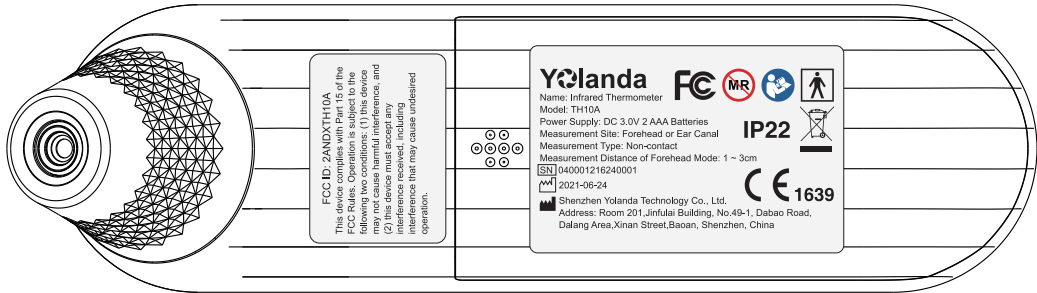 FCC ID: 2ANDXTH10A
This device complies with Part 15 of the
FCC Rules. Operation is subject to the
following two conditions: (1) this device
may not cause harmful interference, and
(2) this device must accept any
interference received, including
interference that may cause undesired
operation.
Yolanda
FC
MR
Name: Infrared Thermometer
Model: TH10A
Power Supply: DC 3.0V 2 AAA Batteries
IP22
Measurement Site: Forehead or Ear Canal
Measurement Type: Non-contact
Measurement Distance of Forehead Mode: 1 ~ 3cm
SN 040001216240001
2021-06-24
CE 1639
Shenzhen Yolanda Technology Co., Ltd.
Address: Room 201,Jinfulai Building, No.49-1, Dabao Road,
Dalang Area,Xinan Street,Baoan, Shenzhen, China